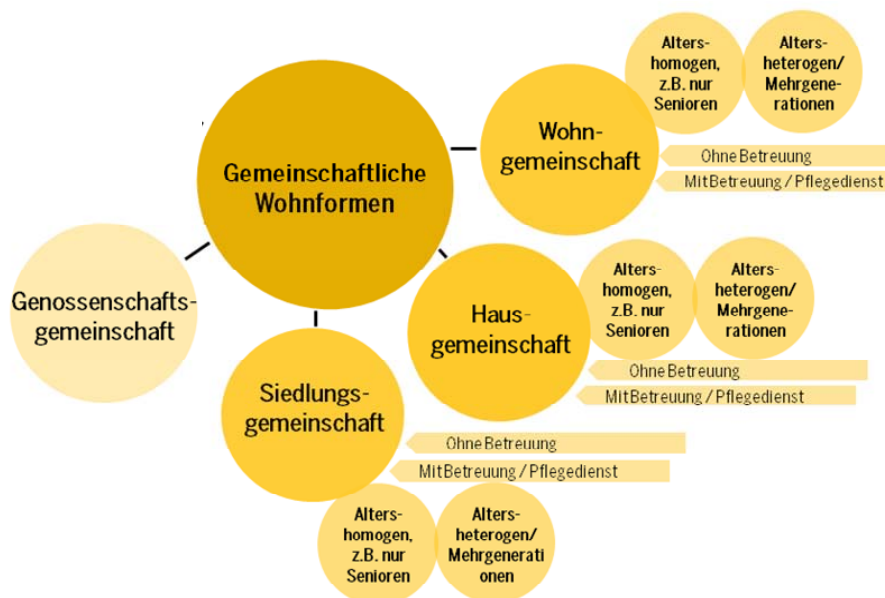 Gemeinschaftliche
Wohnformen
Wohn-
gemeinschaft
Alters-
homogen,
z.B. nur
Senioren
Alters-
heterogen/
Mehrgene-
rationen
Ohne Betreuung
Mit Betreuung / Pflegedienst
Haus-
gemeinschaft
Alters-
homogen,
z.B. nur
Senioren
Alters-
heterogen/
Mehrgene-
rationen
Ohne Betreuung
Mit Betreuung / Pflegedienst
Genossenschafts-
gemeinschaft
Siedlungs-
gemeinschaft
Ohne Betreuung
Mit Betreuung / Pflegedienst
Alters-
homogen,
z.B. nur
Senioren
Alters-
heterogen/
Mehrgenerati
onen